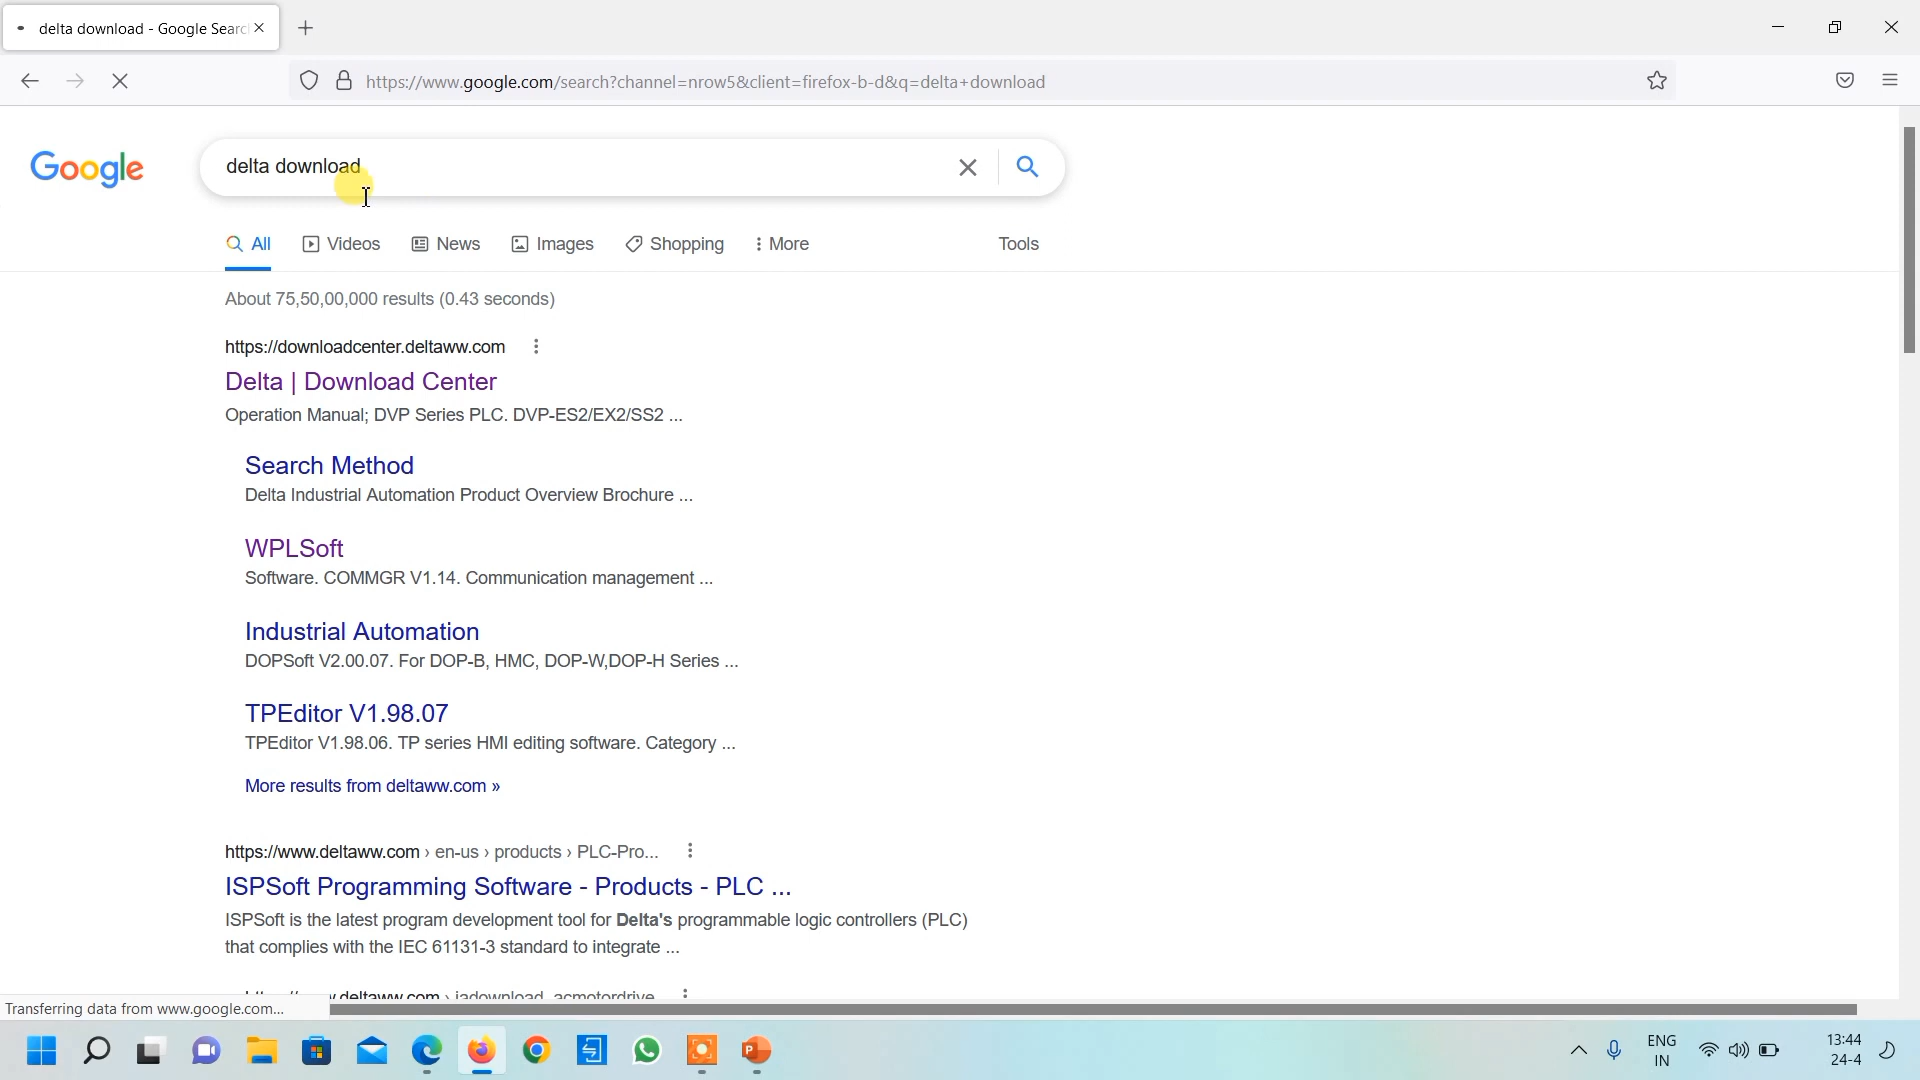 delta download - Google Searc
https://www.google.com/search?channel=nrow5&client=firefox-b-d&q=delta+download
Google
delta download
All
Videos
News
Images
Shopping
More
Tools
About 75,50,00,000 results (0.43 seconds)
https://downloadcenter.deltaww.com
Delta | Download Center
Operation Manual; DVP Series PLC. DVP-ES2/EX2/SS2 ...
Search Method
Delta Industrial Automation Product Overview Brochure ...
WPLSoft
Software. COMMGR V1.14. Communication management ...
Industrial Automation
DOPSoft V2.00.07. For DOP-B, HMC, DOP-W,DOP-H Series ...
TPEditor V1.98.07
TPEditor V1.98.06. TP series HMI editing software. Category ...
More results from deltaww.com »
https://www.deltaww.com › en-us › products › PLC-Pro...
ISPSoft Programming Software - Products - PLC ...
ISPSoft is the latest program development tool for Delta's programmable logic controllers (PLC)
that complies with the IEC 61131-3 standard to integrate ...
deltaww.com › iadownload_acmotordrive
Transferring data from www.google.com...
ENG
IN
13:44
24-4